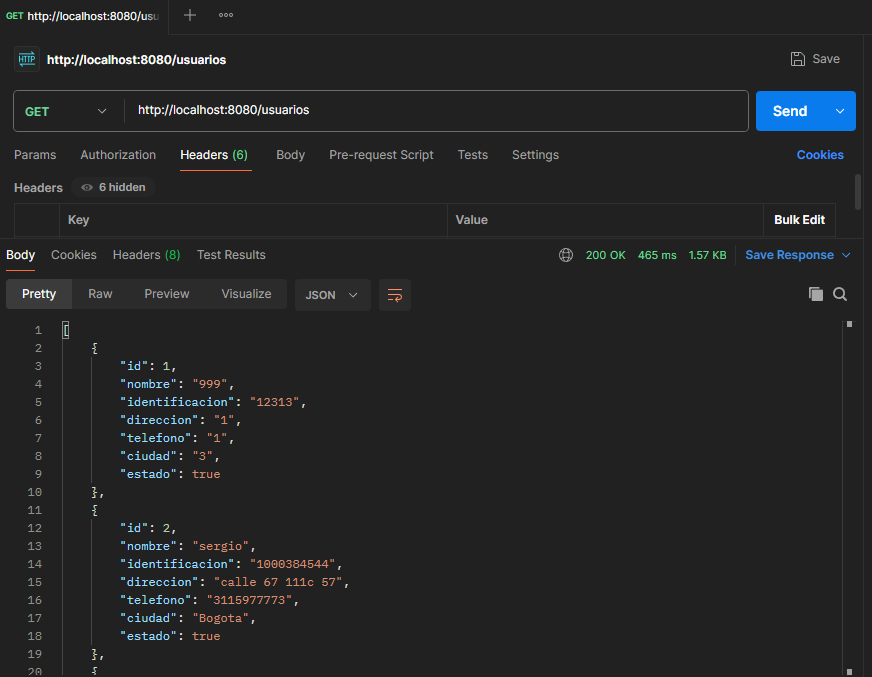 GET http://localhost:8080/usu
http://localhost:8080/usuarios
Save
GET http://localhost:8080/usuarios
Send
Params Authorization Headers (6) Body Pre-request Script Tests Settings Cookies
Headers 6 hidden
Key Value Bulk Edit
Body Cookies Headers (8) Test Results 200 OK 465 ms 1.57 KB Save Response
Pretty Raw Preview Visualize JSON
1 [
2 {
3 "id": 1,
4 "nombre": "999",
5 "identificacion": "12313",
6 "direccion": "1",
7 "telefono": "1",
8 "ciudad": "3",
9 "estado": true
10 },
11 {
12 "id": 2,
13 "nombre": "sergio",
14 "identificacion": "1000384544",
15 "direccion": "calle 67 111c 57",
16 "telefono": "3115977773",
17 "ciudad": "Bogota",
18 "estado": true
19 },
20 {